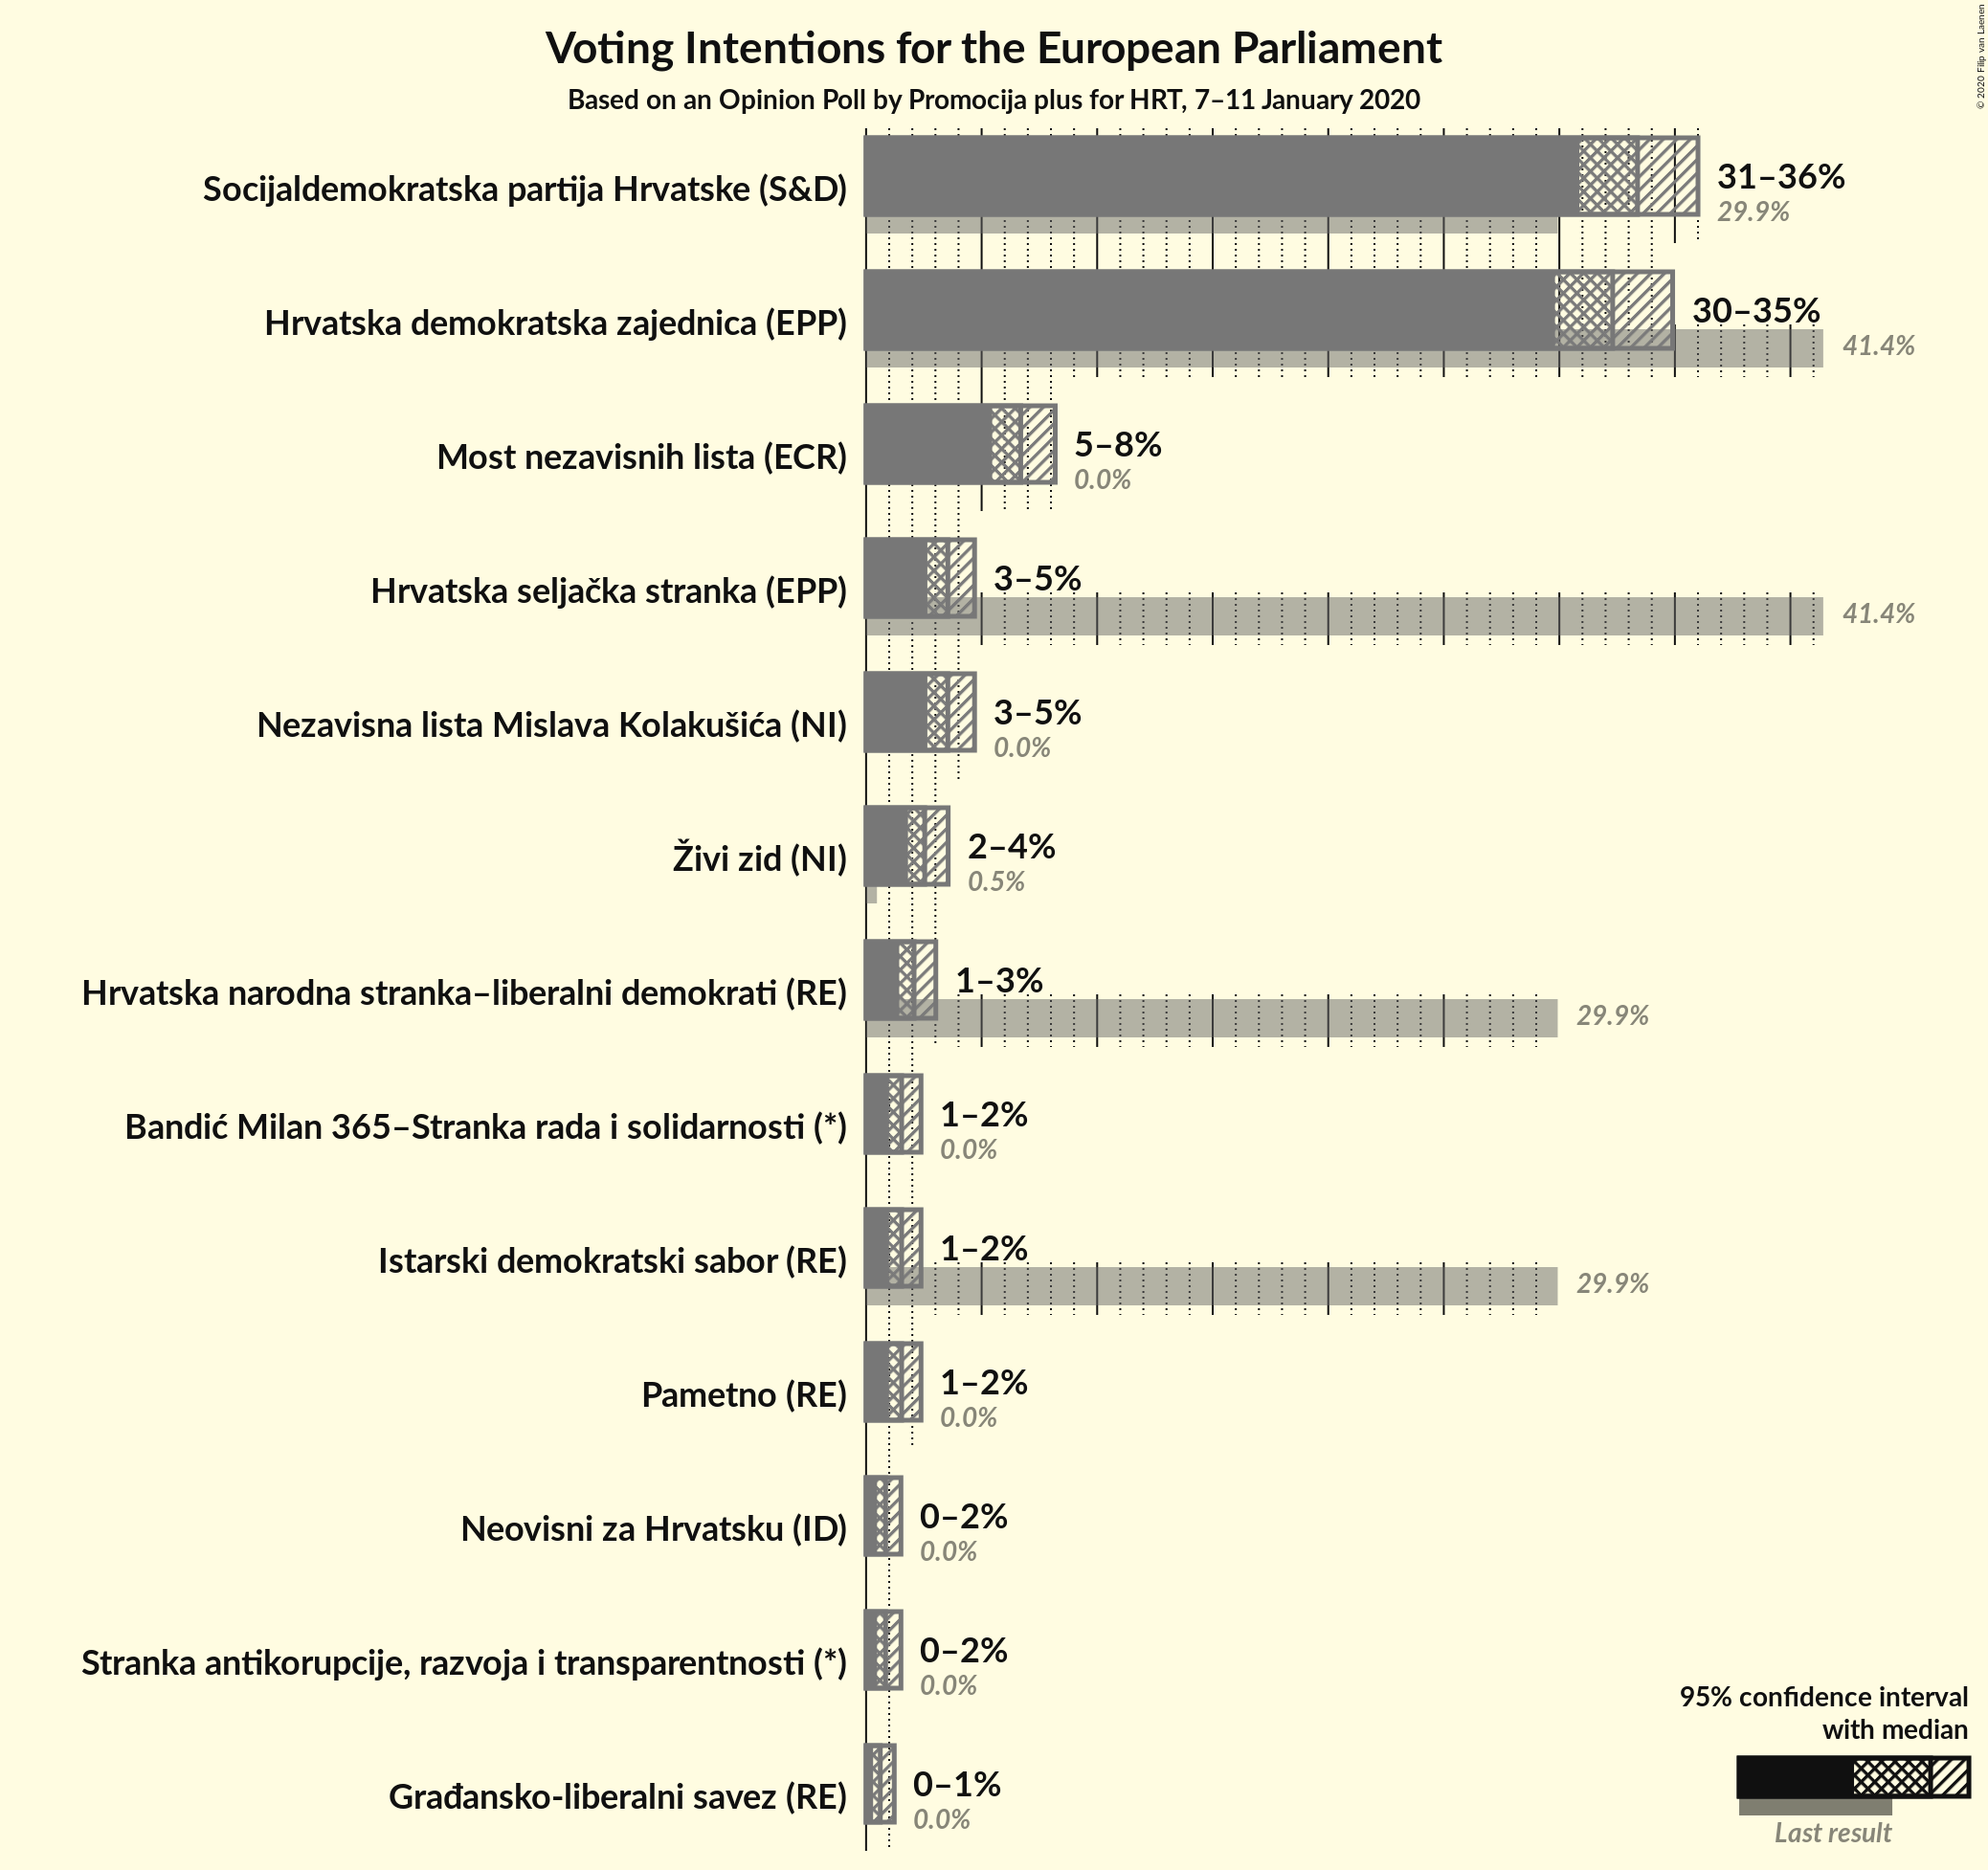 Voting Intentions for the European Parliament
Based on an Opinion Poll by Promocija plus for HRT, 7–11 January 2020
© 2020 Filip van Laenen
Socijaldemokratska partija Hrvatske (S&D)
31–36%
29.9%
Hrvatska demokratska zajednica (EPP)
30–35%
41.4%
Most nezavisnih lista (ECR)
5–8%
0.0%
Hrvatska seljačka stranka (EPP)
3–5%
41.4%
Nezavisna lista Mislava Kolakušića (NI)
3–5%
0.0%
Živi zid (NI)
2–4%
0.5%
Hrvatska narodna stranka–liberalni demokrati (RE)
1–3%
29.9%
Bandić Milan 365–Stranka rada i solidarnosti (*)
1–2%
0.0%
Istarski demokratski sabor (RE)
1–2%
29.9%
Pametno (RE)
1–2%
0.0%
Neovisni za Hrvatsku (ID)
0–2%
0.0%
Stranka antikorupcije, razvoja i transparentnosti (*)
0–2%
0.0%
Građansko-liberalni savez (RE)
0–1%
0.0%
95% confidence interval
with median
Last result